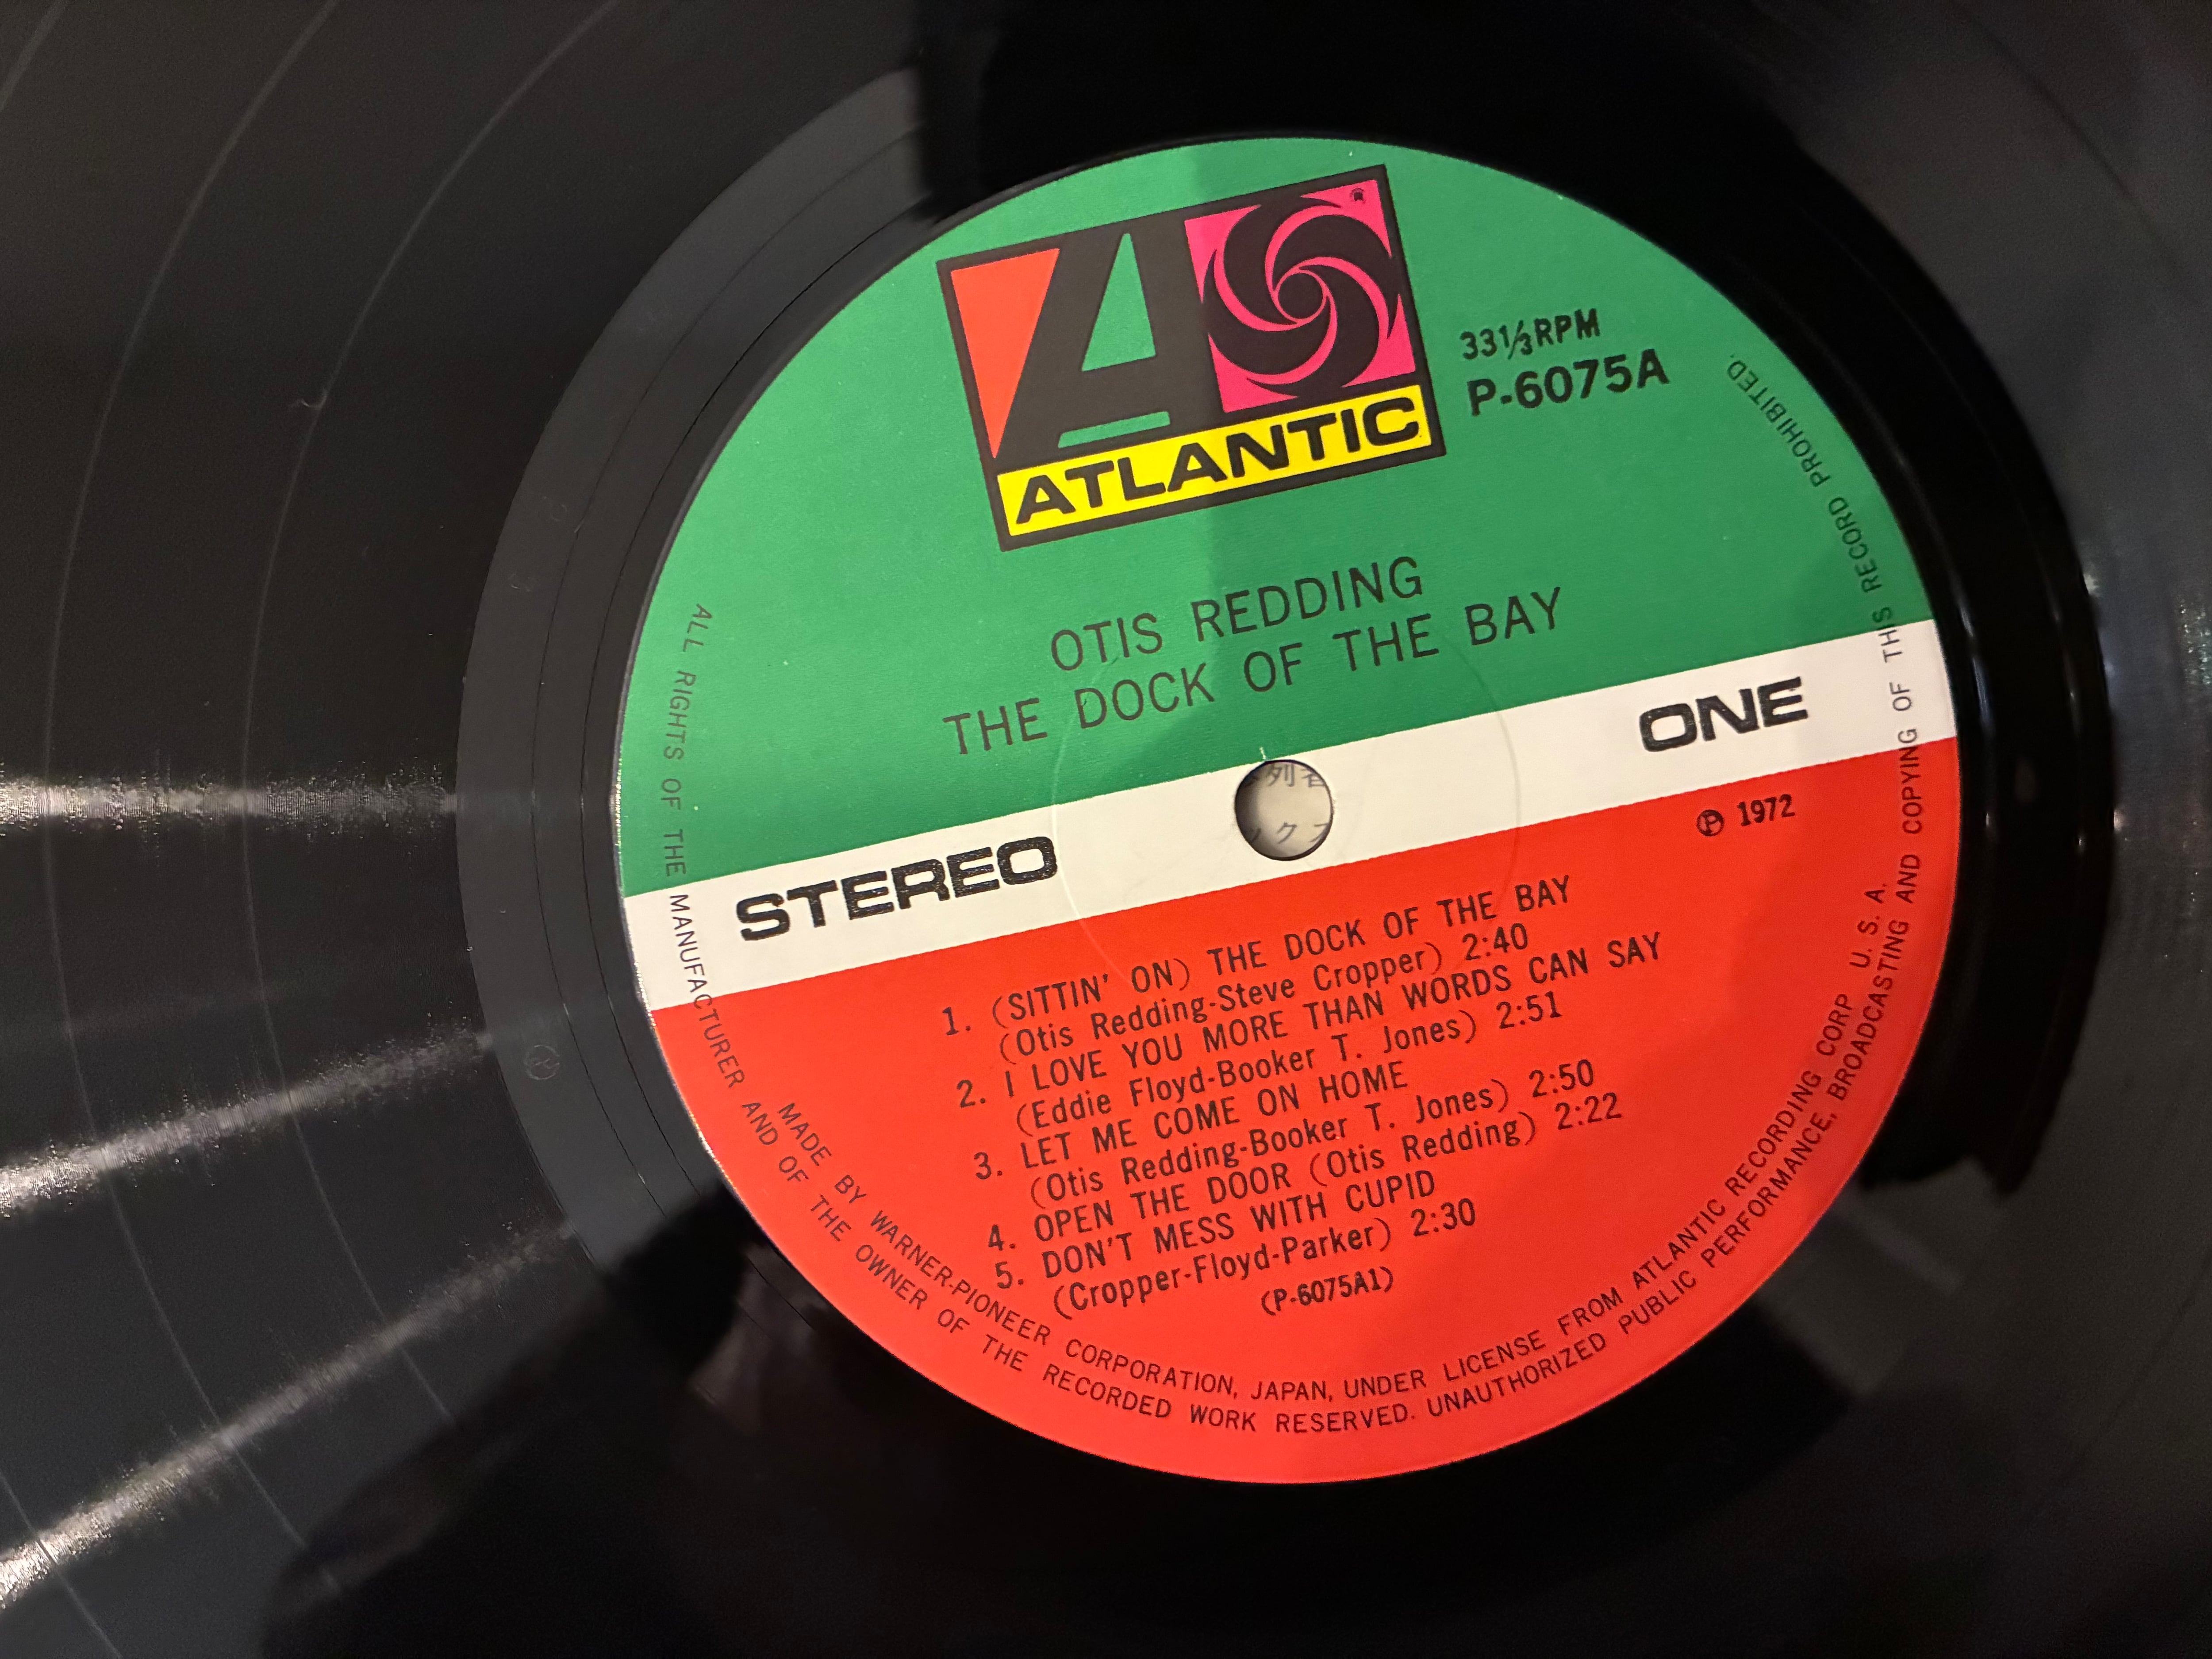 ATLANTIC
33⅓RPM
P-6075A
OTIS REDDING
THE DOCK OF THE BAY
STEREO
ONE
Ⓟ 1972
1. (SITTIN' ON) THE DOCK OF THE BAY
(Otis Redding-Steve Cropper) 2:40
2. I LOVE YOU MORE THAN WORDS CAN SAY
(Eddie Floyd-Booker T. Jones) 2:51
3. LET ME COME ON HOME
(Otis Redding-Booker T. Jones) 2:50
4. OPEN THE DOOR (Otis Redding) 2:22
5. DON'T MESS WITH CUPID
(Cropper-Floyd-Parker) 2:30
(P-6075A1)
MADE BY WARNER-PIONEER CORPORATION, JAPAN, UNDER LICENSE FROM ATLANTIC RECORDING CORP U. S. A.
ALL RIGHTS OF THE MANUFACTURER AND OF THE OWNER OF THE RECORDED WORK RESERVED. UNAUTHORIZED PUBLIC PERFORMANCE, BROADCASTING AND COPYING OF THIS RECORD PROHIBITED.